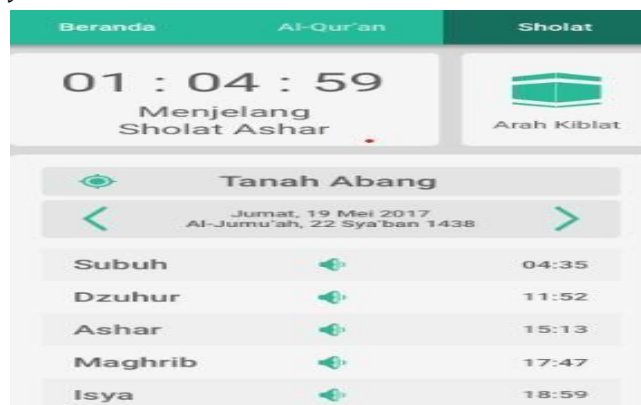 Beranda Al-Qur'an Sholat
01 : 04 : 59
Menjelang
Sholat Ashar
Arah Kiblat
Tanah Abang
Jumat, 19 Mei 2017
Al-Jumu'ah, 22 Sya'ban 1438
Subuh 04:35
Dzuhur 11:52
Ashar 15:13
Maghrib 17:47
Isya 18:59